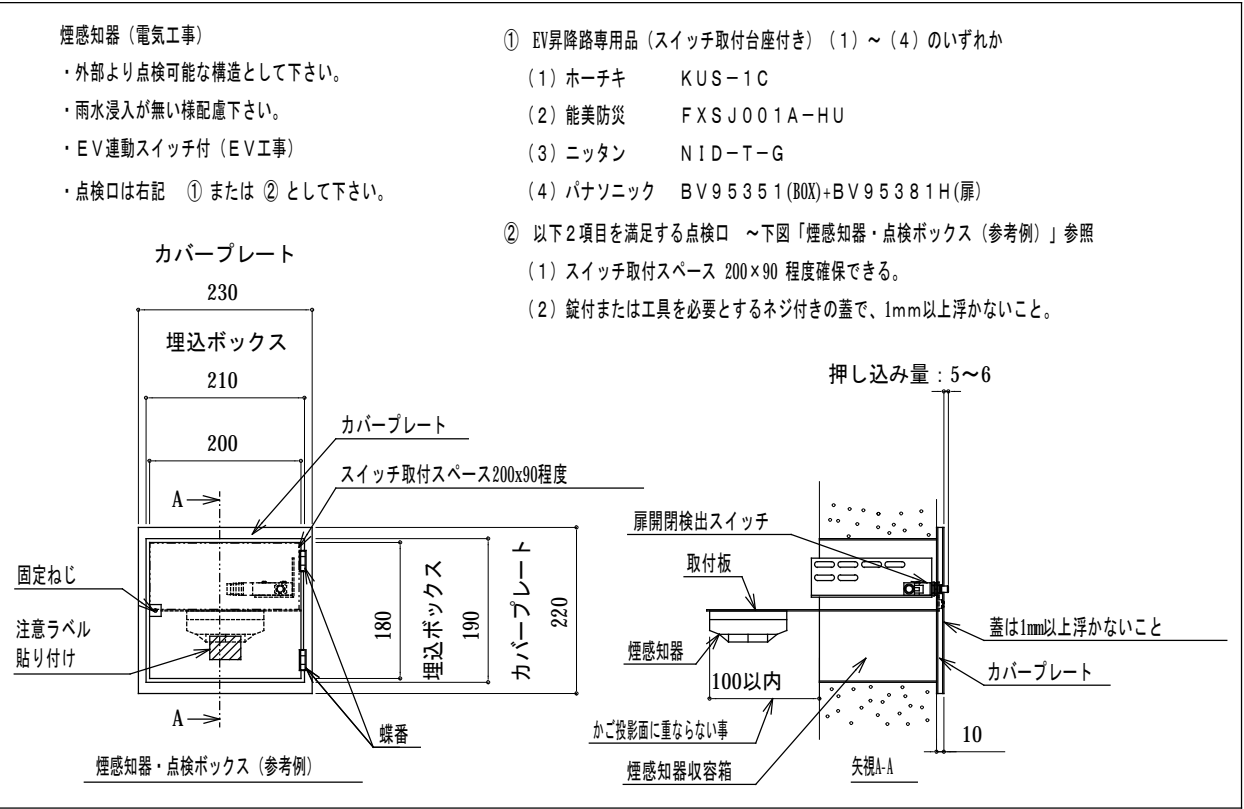 煙感知器（電気工事）
・外部より点検可能な構造として下さい。
・雨水浸入が無い様配慮下さい。
・ＥＶ連動スイッチ付（ＥＶ工事）
・点検口は右記　① または ② として下さい。
① EV昇降路専用品（スイッチ取付台座付き）（１）～（４）のいずれか
（１）ホーチキ　ＫＵＳ－１Ｃ
（２）能美防災　ＦＸＳＪ００１Ａ－ＨＵ
（３）ニッタン　ＮＩＤ－Ｔ－Ｇ
（４）パナソニック　ＢＶ９５３５１(BOX)+ＢＶ９５３８１Ｈ(扉)
② 以下２項目を満足する点検口　～下図「煙感知器・点検ボックス（参考例）」参照
（１）スイッチ取付スペース 200×90 程度確保できる。
（２）錠付または工具を必要とするネジ付きの蓋で、1mm以上浮かないこと。
カバープレート
230
埋込ボックス
210
200
カバープレート
スイッチ取付スペース200x90程度
A
固定ねじ
注意ラベル
貼り付け
180
埋込ボックス
190
カバープレート
220
A
蝶番
煙感知器・点検ボックス（参考例）
押し込み量：5～6
扉開閉検出スイッチ
取付板
煙感知器
100以内
かご投影面に重ならない事
煙感知器収容箱
蓋は1mm以上浮かないこと
カバープレート
10
矢視A-A